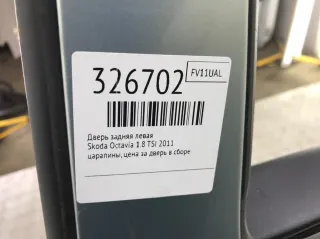 326702
FV11UAL
Дверь задняя левая
Skoda Octavia 1.8 TSI 2011
царапины, цена за дверь в сборе